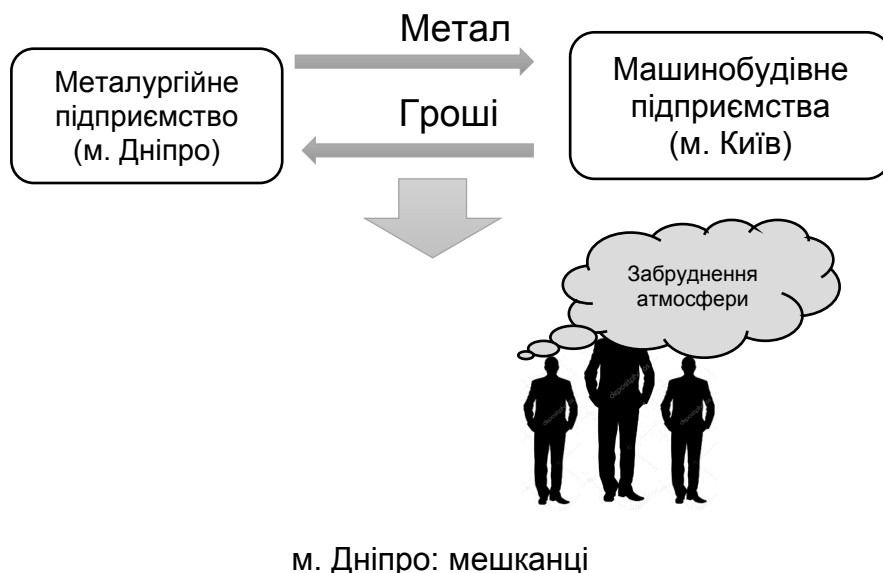 Метал
Металургійне
підприємство
(м. Дніпро)
Гроші
Машинобудівне
підприємства
(м. Київ)
Забруднення
атмосфери
м. Дніпро: мешканці